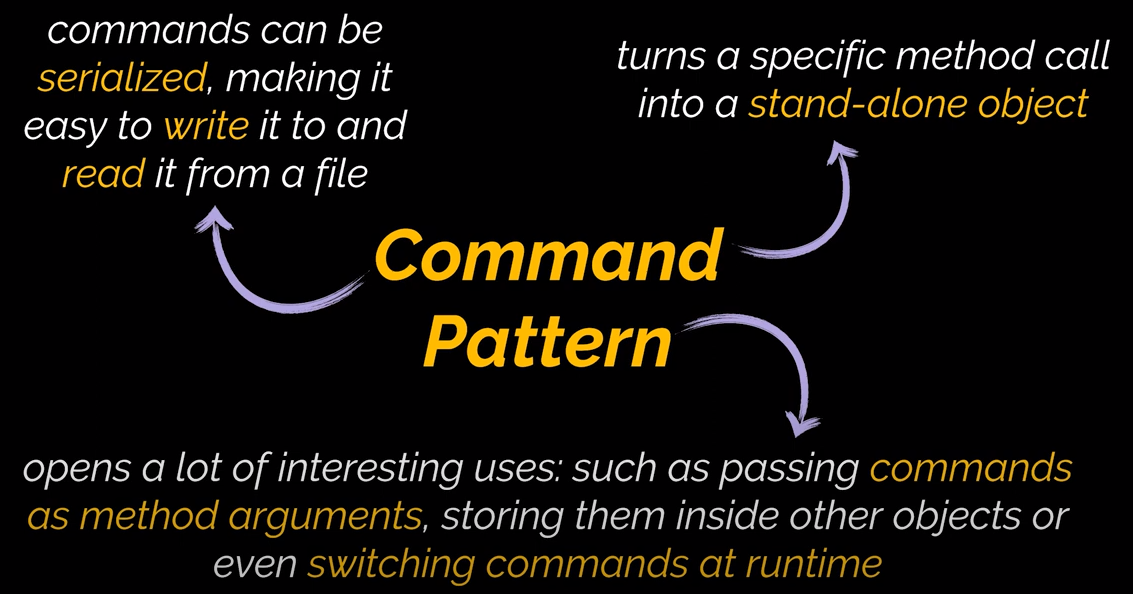 commands can be
serialized, making it
easy to write it to and
read it from a file
turns a specific method call
into a stand-alone object
Command
Pattern
opens a lot of interesting uses: such as passing commands
as method arguments, storing them inside other objects or
even switching commands at runtime